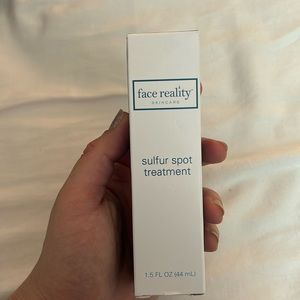 face reality
SKINCARE
sulfur spot
treatment
1.5 FL OZ (44 mL)